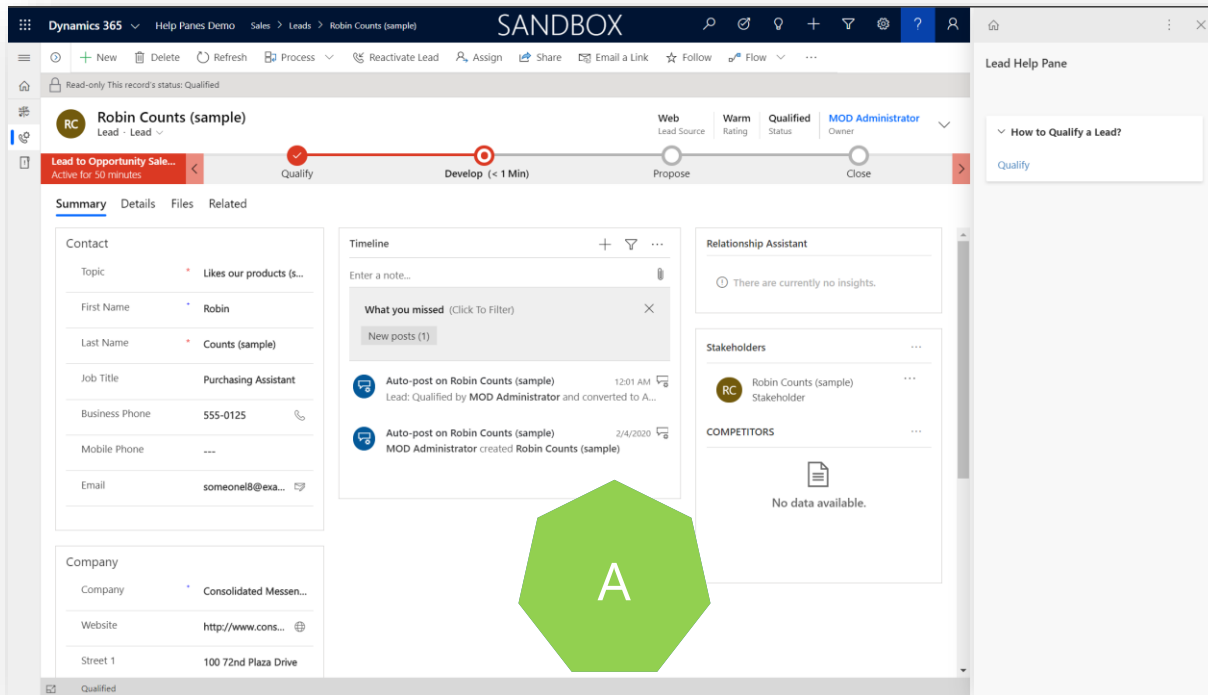 Dynamics 365 Help Panes Demo Sales > Leads > Robin Counts (sample) SANDBOX ?
New Delete Refresh Process Reactivate Lead Assign Share Email a Link Follow Flow ...
Read-only This record's status: Qualified
RC Robin Counts (sample)
Lead · Lead
Web Lead Source
Warm Rating
Qualified Status
MOD Administrator Owner
Lead to Opportunity Sale...
Active for 50 minutes
Qualify
Develop (< 1 Min)
Propose
Close
Summary Details Files Related
Contact
Topic * Likes our products (s...
First Name * Robin
Last Name * Counts (sample)
Job Title Purchasing Assistant
Business Phone 555-0125
Mobile Phone ---
Email someonel8@exa...
Company
Company * Consolidated Messen...
Website http://www.cons...
Street 1 100 72nd Plaza Drive
Timeline
Enter a note...
What you missed (Click To Filter)
New posts (1)
Auto-post on Robin Counts (sample) 12:01 AM
Lead: Qualified by MOD Administrator and converted to A...
Auto-post on Robin Counts (sample) 2/4/2020
MOD Administrator created Robin Counts (sample)
A
Relationship Assistant
There are currently no insights.
Stakeholders ...
RC Robin Counts (sample) ...
Stakeholder
COMPETITORS ...
No data available.
Qualified
Lead Help Pane
How to Qualify a Lead?
Qualify